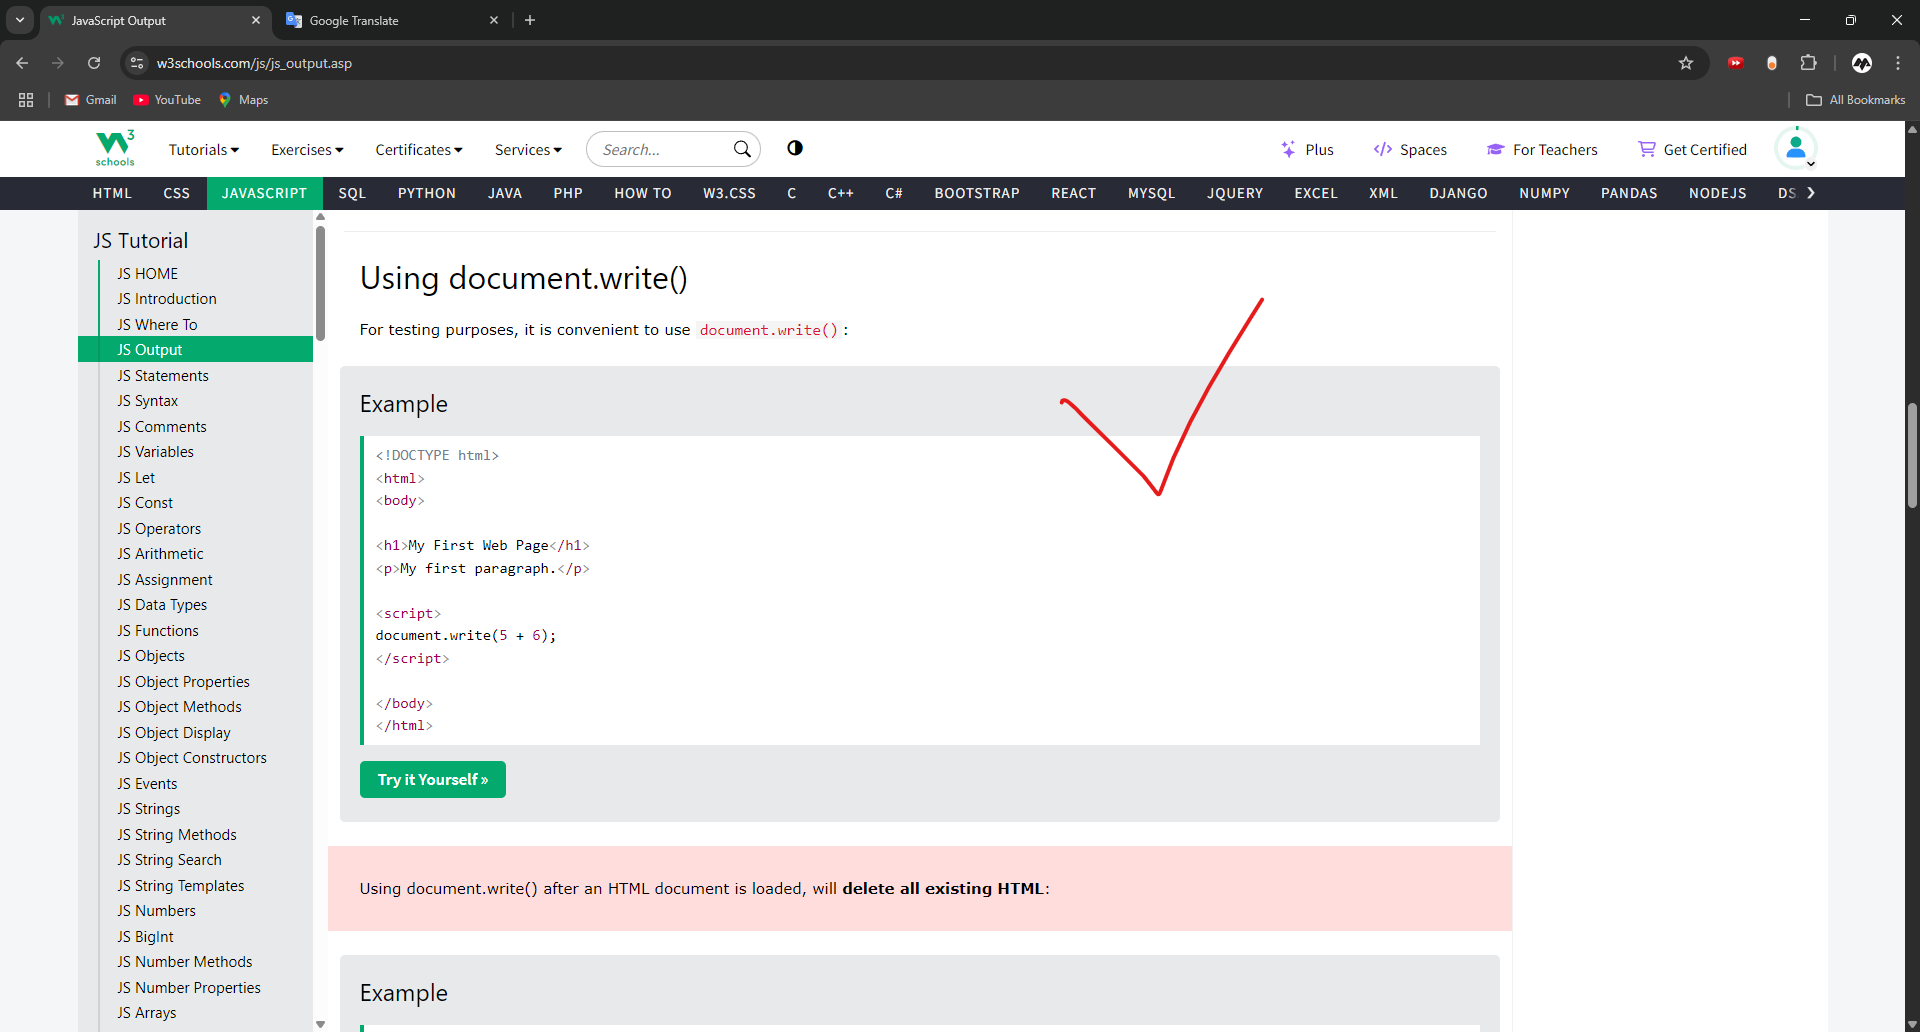 JavaScript Output
Google Translate
w3schools.com/js/js_output.asp
Gmail
YouTube
Maps
All Bookmarks
W3 schools
Tutorials
Exercises
Certificates
Services
Search...
Plus
Spaces
For Teachers
Get Certified
HTML
CSS
JAVASCRIPT
SQL
PYTHON
JAVA
PHP
HOW TO
W3.CSS
C
C++
C#
BOOTSTRAP
REACT
MYSQL
JQUERY
EXCEL
XML
DJANGO
NUMPY
PANDAS
NODEJS
DS
JS Tutorial
JS HOME
JS Introduction
JS Where To
JS Output
JS Statements
JS Syntax
JS Comments
JS Variables
JS Let
JS Const
JS Operators
JS Arithmetic
JS Assignment
JS Data Types
JS Functions
JS Objects
JS Object Properties
JS Object Methods
JS Object Display
JS Object Constructors
JS Events
JS Strings
JS String Methods
JS String Search
JS String Templates
JS Numbers
JS BigInt
JS Number Methods
JS Number Properties
JS Arrays
Using document.write()
For testing purposes, it is convenient to use document.write() :
Example
<!DOCTYPE html>
<html>
<body>
<h1>My First Web Page</h1>
<p>My first paragraph.</p>
<script>
document.write(5 + 6);
</script>
</body>
</html>
Try it Yourself »
Using document.write() after an HTML document is loaded, will delete all existing HTML:
Example